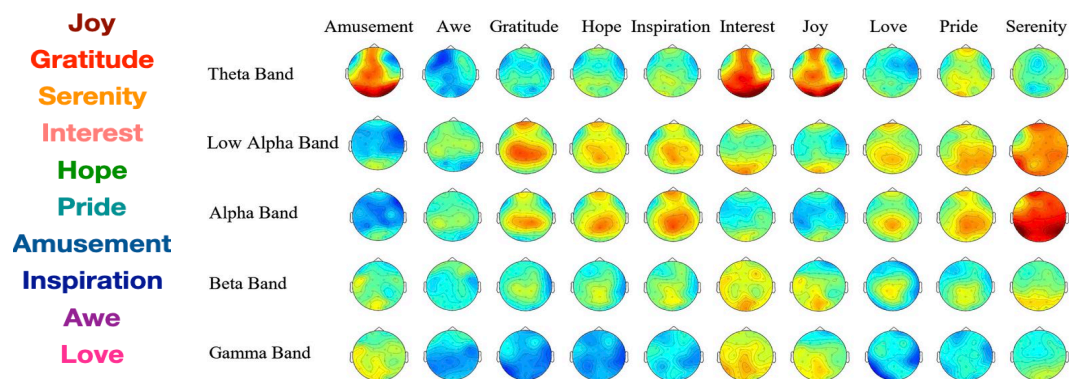 Joy
Gratitude
Serenity
Interest
Hope
Pride
Amusement
Inspiration
Awe
Love
Amusement Awe Gratitude Hope Inspiration Interest Joy Love Pride Serenity
Theta Band
Low Alpha Band
Alpha Band
Beta Band
Gamma Band